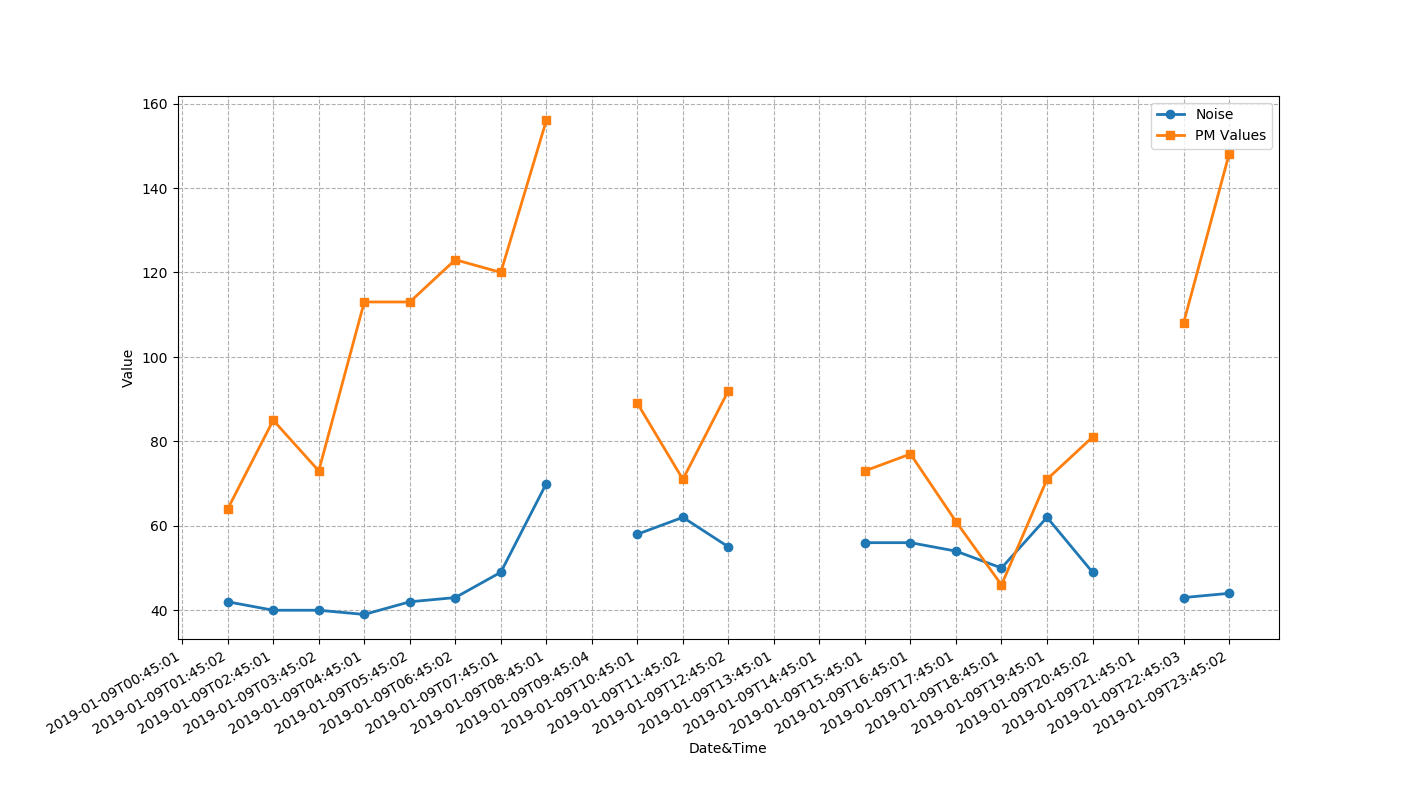 Noise
PM Values
160
140
120
100
80
60
40
Value
2019-01-09T00:45:01
2019-01-09T01:45:02
2019-01-09T02:45:01
2019-01-09T03:45:02
2019-01-09T04:45:01
2019-01-09T05:45:02
2019-01-09T06:45:02
2019-01-09T07:45:01
2019-01-09T08:45:01
2019-01-09T09:45:04
2019-01-09T10:45:01
2019-01-09T11:45:02
2019-01-09T12:45:02
2019-01-09T13:45:01
2019-01-09T14:45:01
2019-01-09T15:45:01
2019-01-09T16:45:01
2019-01-09T17:45:01
2019-01-09T18:45:01
2019-01-09T19:45:01
2019-01-09T20:45:02
2019-01-09T21:45:01
2019-01-09T22:45:03
2019-01-09T23:45:02
Date&Time